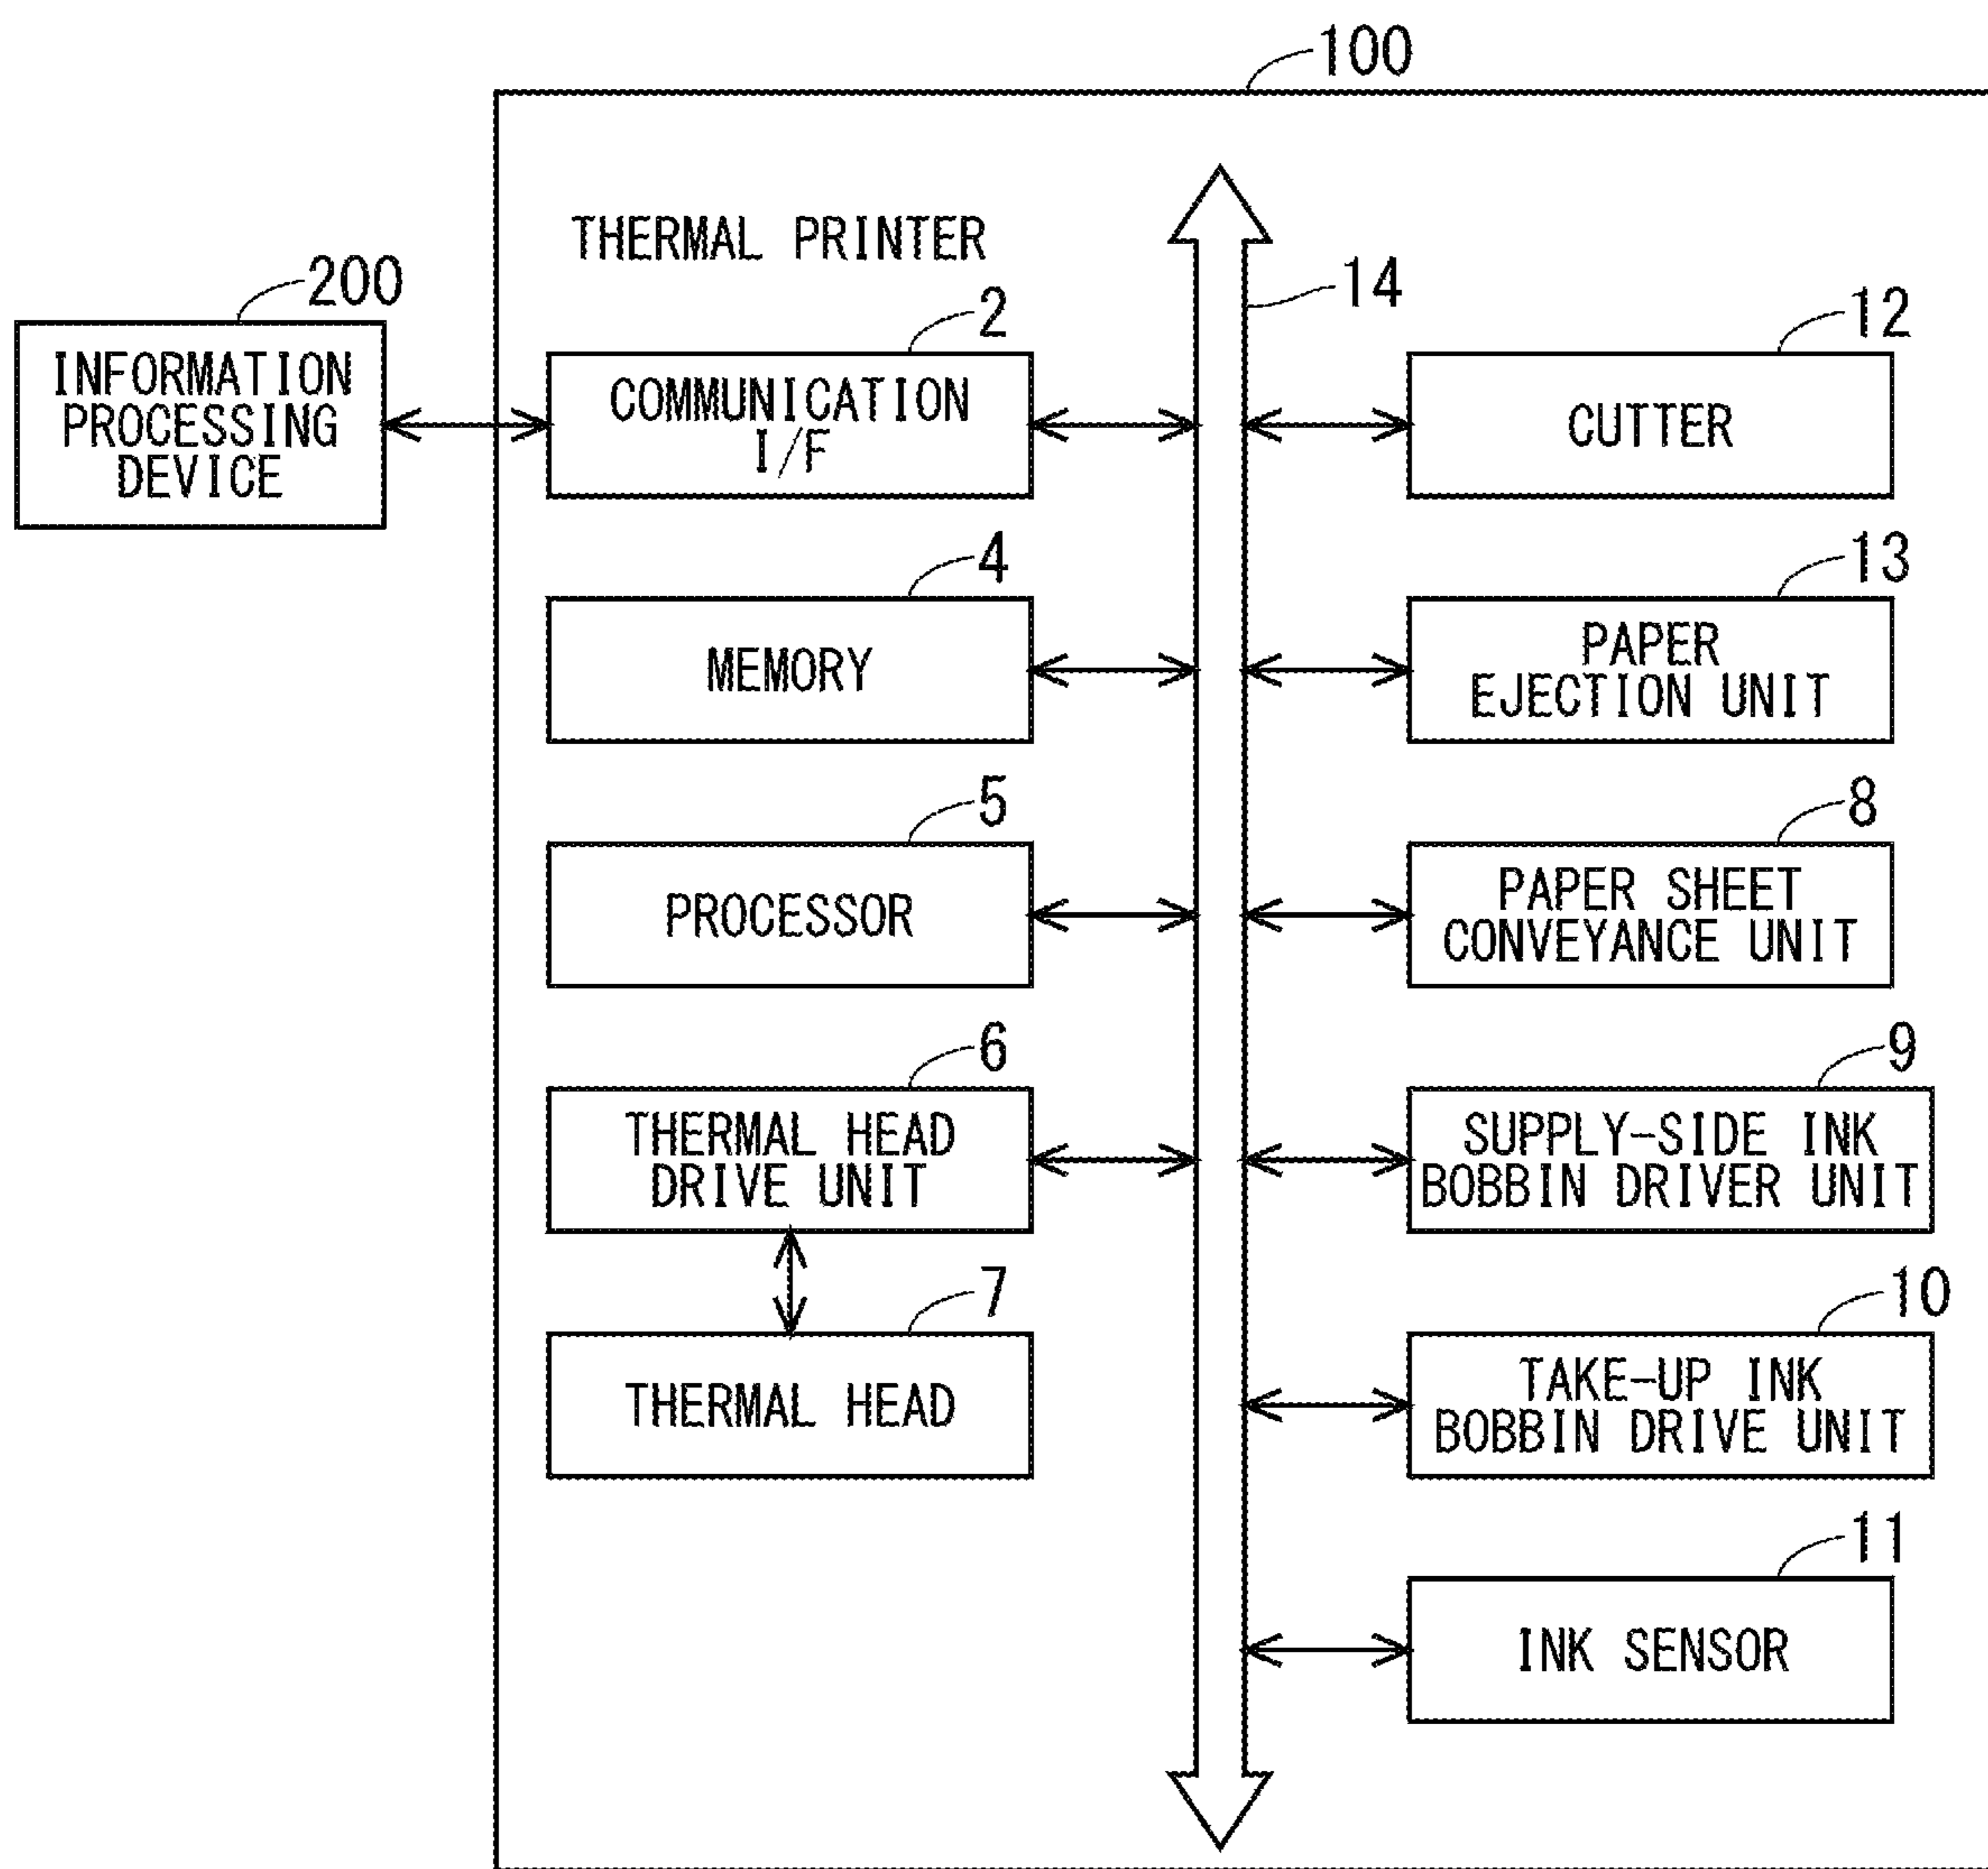 100
THERMAL PRINTER
200
INFORMATION
PROCESSING
DEVICE
2
COMMUNICATION
I/F
14
12
CUTTER
4
MEMORY
13
PAPER
EJECTION UNIT
5
PROCESSOR
8
PAPER SHEET
CONVEYANCE UNIT
6
THERMAL HEAD
DRIVE UNIT
9
SUPPLY-SIDE INK
BOBBIN DRIVER UNIT
7
THERMAL HEAD
10
TAKE-UP INK
BOBBIN DRIVE UNIT
11
INK SENSOR